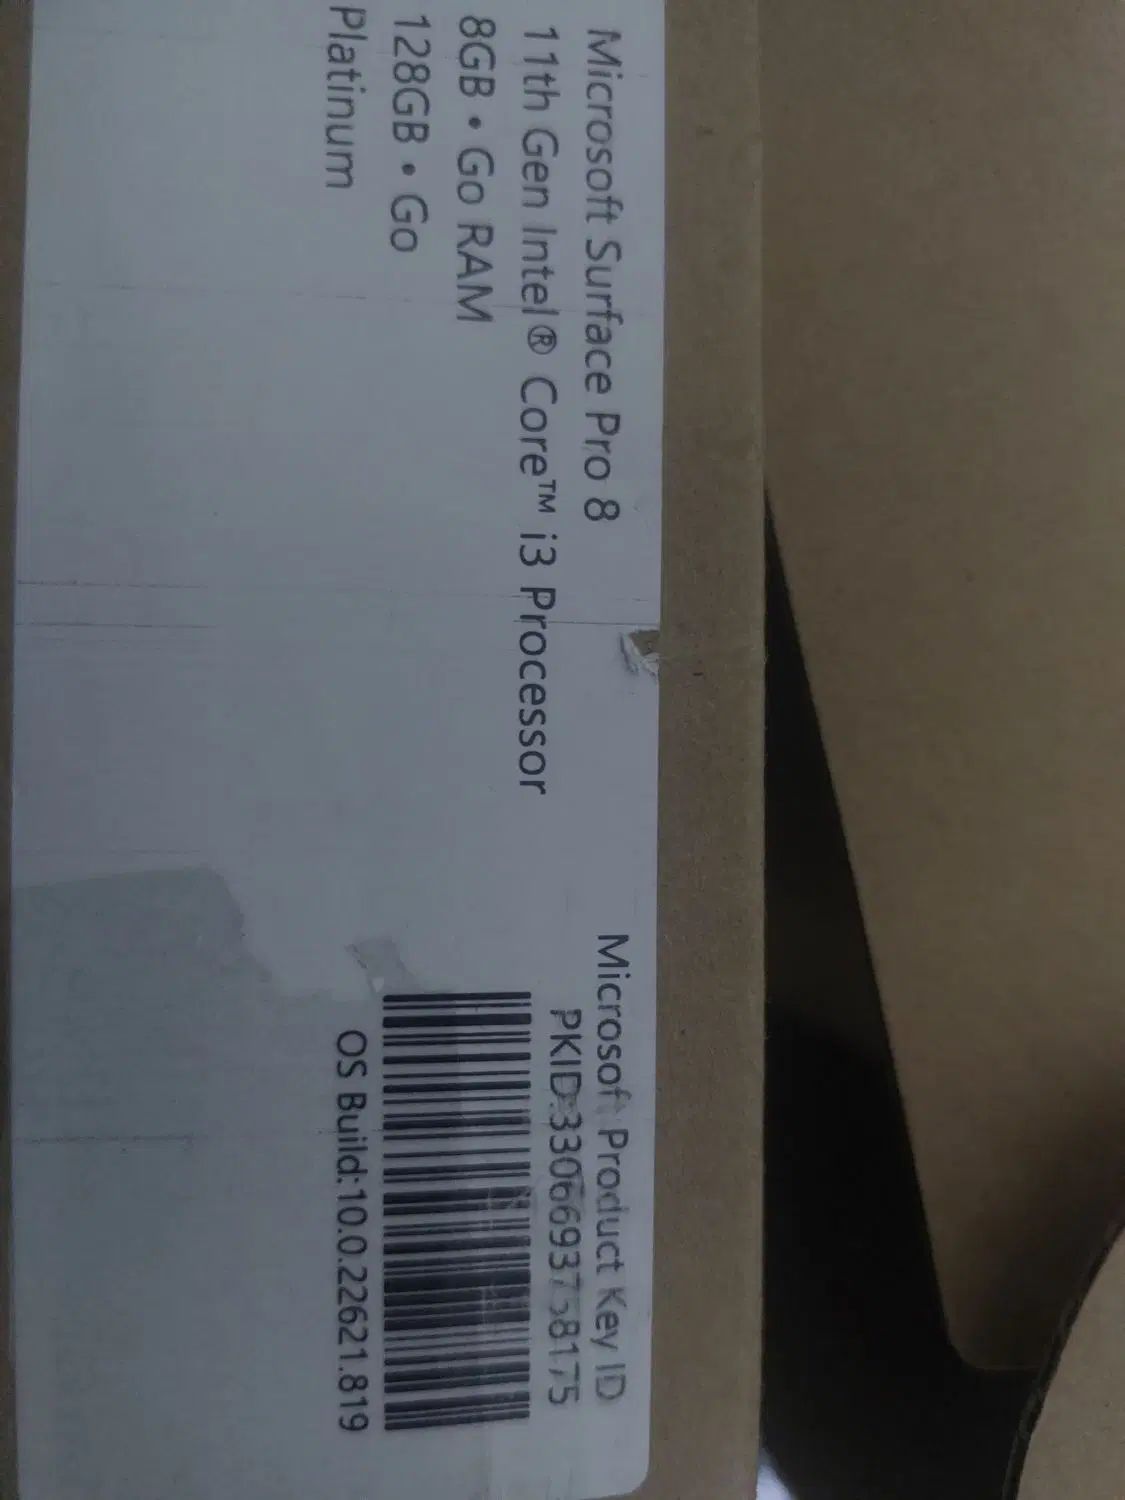 Microsoft Surface Pro 8
11th Gen Intel® Core™ i3 Processor
8GB • Go RAM
128GB • Go
Platinum
Microsoft Product Key ID
PKID:3306693758175
OS Build:10.0.22621.819